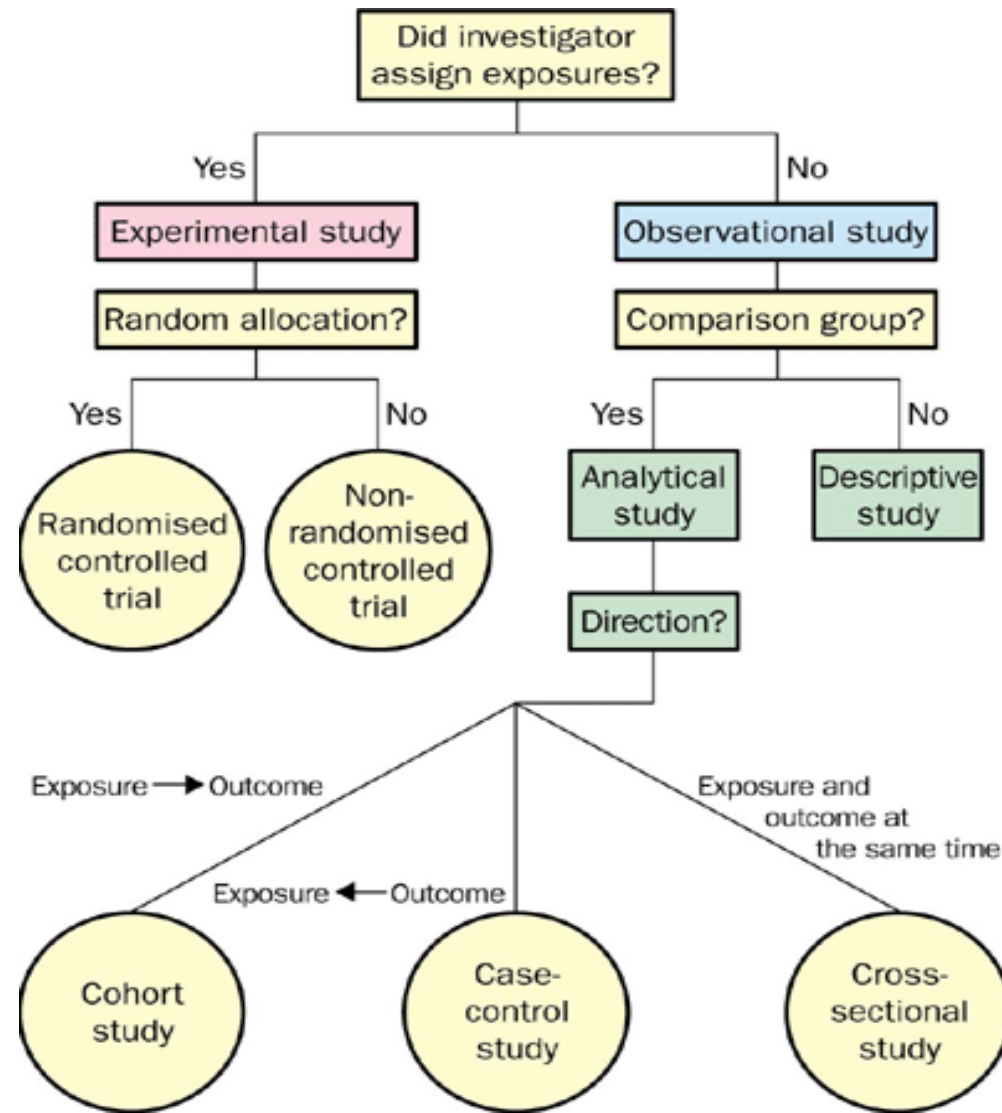 Did investigator
assign exposures?
Yes
No
Experimental study
Observational study
Random allocation?
Comparison group?
Yes
No
Yes
No
Randomised
controlled
trial
Non-
randomised
controlled
trial
Analytical
study
Descriptive
study
Direction?
Exposure → Outcome
Exposure and
outcome at
the same time
Exposure ← Outcome
Cohort
study
Case-
control
study
Cross-
sectional
study